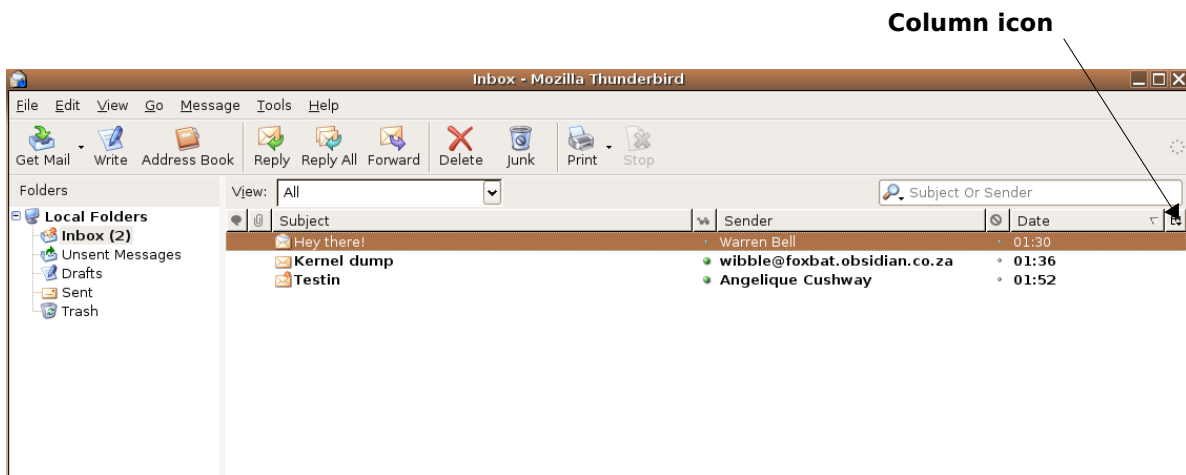 Column icon
Inbox - Mozilla Thunderbird
File Edit View Go Message Tools Help
Get Mail Write Address Book Reply Reply All Forward Delete Junk Print Stop
Folders View: All Subject Or Sender
Local Folders Subject Sender Date
Inbox (2) Hey there! Warren Bell 01:30
Unsent Messages Kernel dump wibble@foxbat.obsidian.co.za 01:36
Drafts Testin Angelique Cushway 01:52
Sent
Trash